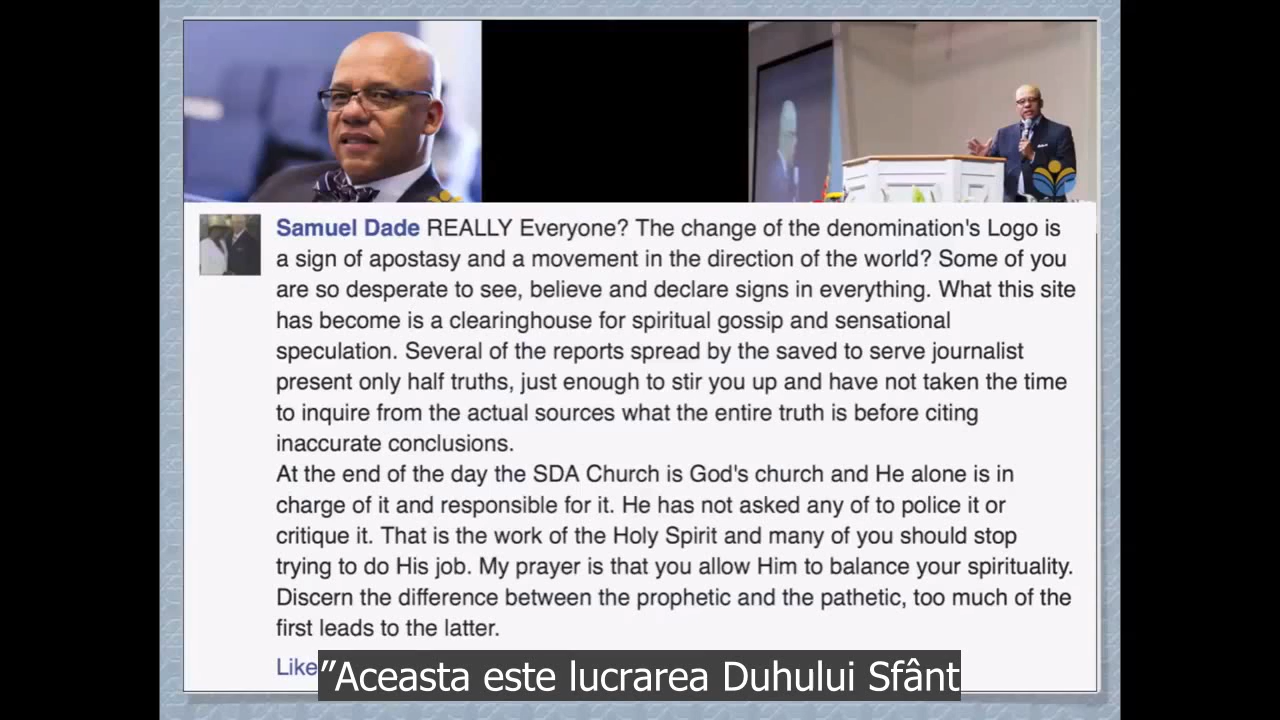 Samuel Dade REALLY Everyone? The change of the denomination's Logo is
a sign of apostasy and a movement in the direction of the world? Some of you
are so desperate to see, believe and declare signs in everything. What this site
has become is a clearinghouse for spiritual gossip and sensational
speculation. Several of the reports spread by the saved to serve journalist
present only half truths, just enough to stir you up and have not taken the time
to inquire from the actual sources what the entire truth is before citing
inaccurate conclusions.
At the end of the day the SDA Church is God's church and He alone is in
charge of it and responsible for it. He has not asked any of to police it or
critique it. That is the work of the Holy Spirit and many of you should stop
trying to do His job. My prayer is that you allow Him to balance your spirituality.
Discern the difference between the prophetic and the pathetic, too much of the
first leads to the latter.
Like
”Aceasta este lucrarea Duhului Sfânt